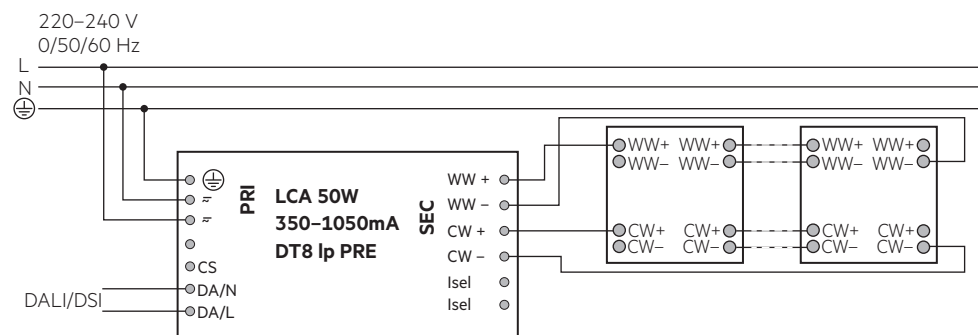 220–240 V
0/50/60 Hz
L
N
PRI
LCA 50W
350–1050mA
DT8 lp PRE
SEC
≂
≂
CS
DA/N
DA/L
DALI/DSI
WW +
WW –
CW +
CW –
Isel
Isel
WW+ WW+
WW– WW–
CW+ CW+
CW– CW–
WW+ WW+
WW– WW–
CW+ CW+
CW– CW–